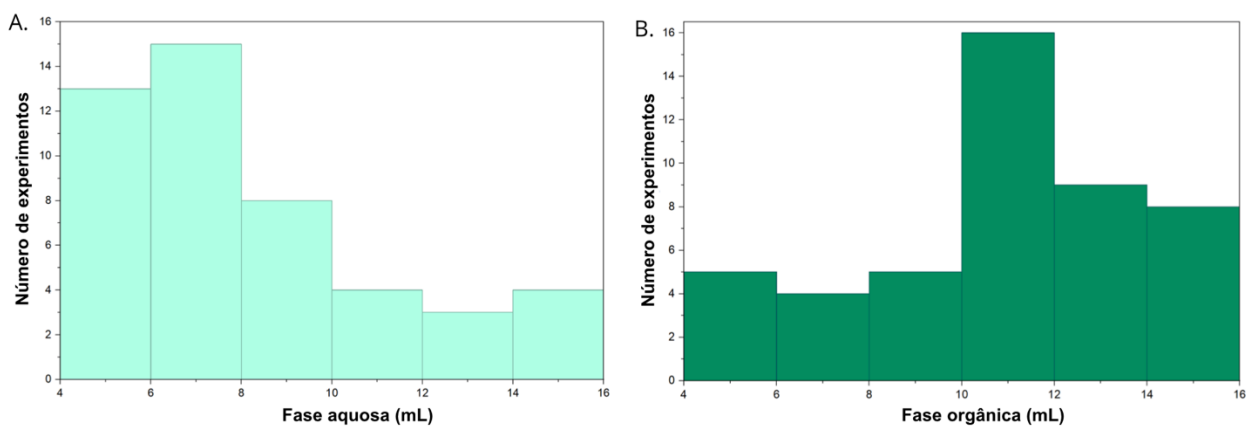 A.
Número de experimentos
16
14
12
10
8
6
4
2
0
4 6 8 10 12 14 16
Fase aquosa (mL)
B.
Número de experimentos
16
14
12
10
8
6
4
2
0
4 6 8 10 12 14 16
Fase orgânica (mL)